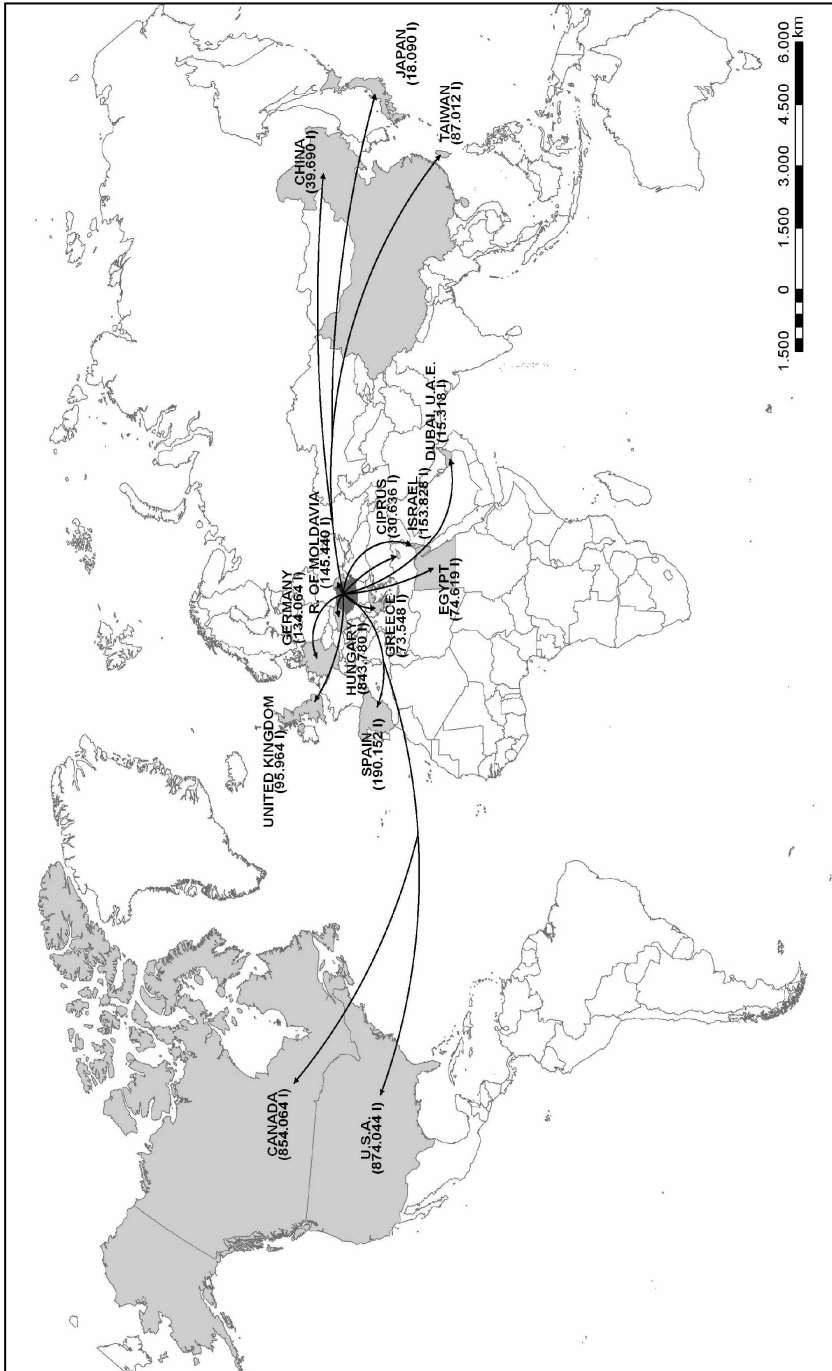 CANADA
(854.064 l)
U.S.A.
(874.044 l)
UNITED KINGDOM
(95.964 l)
GERMANY
(134.064 l)
R. OF MOLDAVIA
(145.440 l)
HUNGARY
(843.780 l)
SPAIN
(190.152 l)
GREECE
(73.548 l)
CIPRUS
(30.636 l)
ISRAEL
(153.828 l)
EGYPT
(74.619 l)
DUBAI, U.A.E.
(15.318 l)
CHINA
(39.690 l)
JAPAN
(18.090 l)
TAIWAN
(87.012 l)
1.500 0 1.500 3.000 4.500 6.000
km